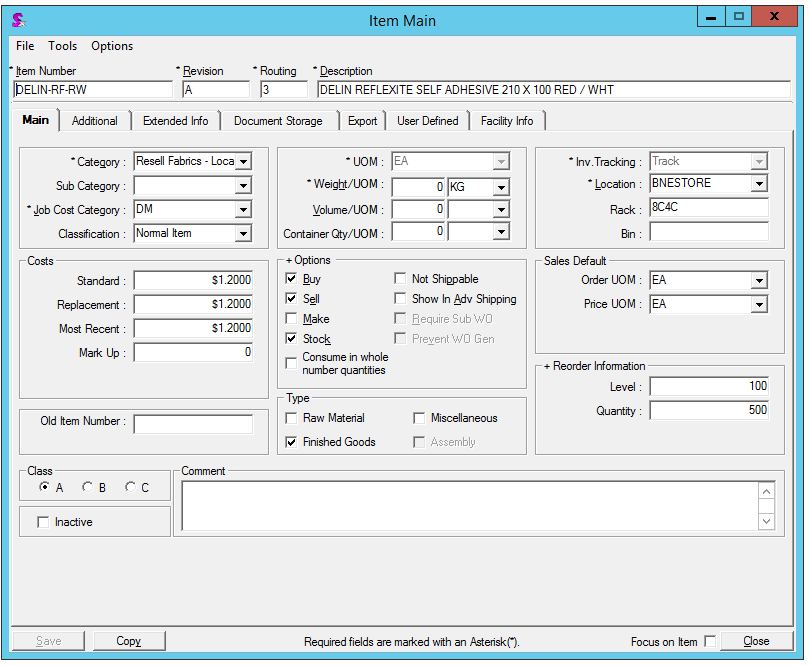 Item Main
File Tools Options
* Item Number * Revision * Routing * Description
DELIN-RF-RW A 3 DELIN REFLEXITE SELF ADHESIVE 210 X 100 RED / WHT
Main Additional Extended Info Document Storage Export User Defined Facility Info
* Category : Resell Fabrics - Loca
Sub Category :
* Job Cost Category : DM
Classification : Normal Item
* UOM : EA
* Weight/UOM : 0 KG
Volume/UOM : 0
Container Qty/UOM : 0
* Inv.Tracking : Track
* Location : BNESTORE
Rack : 8C4C
Bin :
Costs
Standard : $1.2000
Replacement : $1.2000
Most Recent : $1.2000
Mark Up : 0
+ Options
Buy Not Shippable
Sell Show In Adv Shipping
Make Require Sub WO
Stock Prevent WO Gen
Consume in whole
number quantities
Sales Default
Order UOM : EA
Price UOM : EA
+ Reorder Information
Level : 100
Quantity : 500
Old Item Number :
Type
Raw Material Miscellaneous
Finished Goods Assembly
Class
A B C
Inactive
Comment
Save Copy Required fields are marked with an Asterisk(*). Focus on Item Close